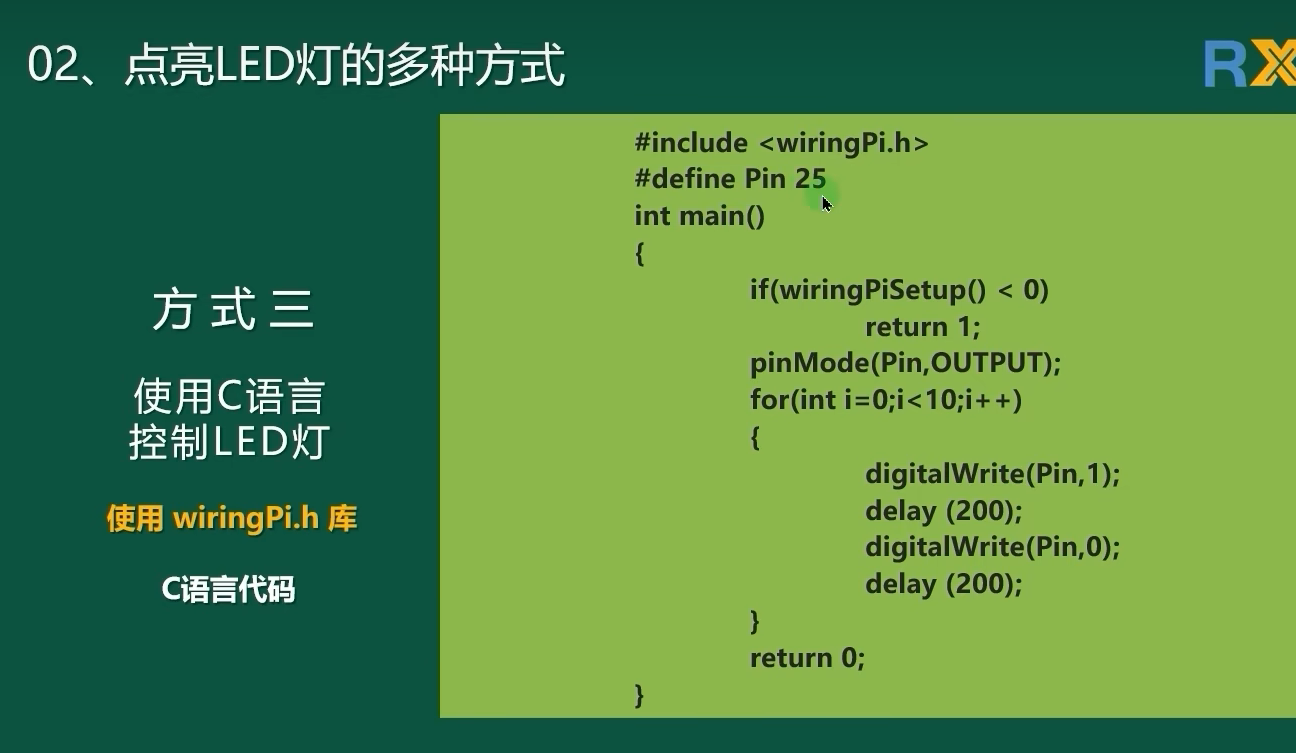 02、点亮LED灯的多种方式
RX
方式三
使用C语言
控制LED灯
使用 wiringPi.h 库
C语言代码
#include <wiringPi.h>
#define Pin 25
int main()
{
if(wiringPiSetup() < 0)
return 1;
pinMode(Pin,OUTPUT);
for(int i=0;i<10;i++)
{
digitalWrite(Pin,1);
delay (200);
digitalWrite(Pin,0);
delay (200);
}
return 0;
}